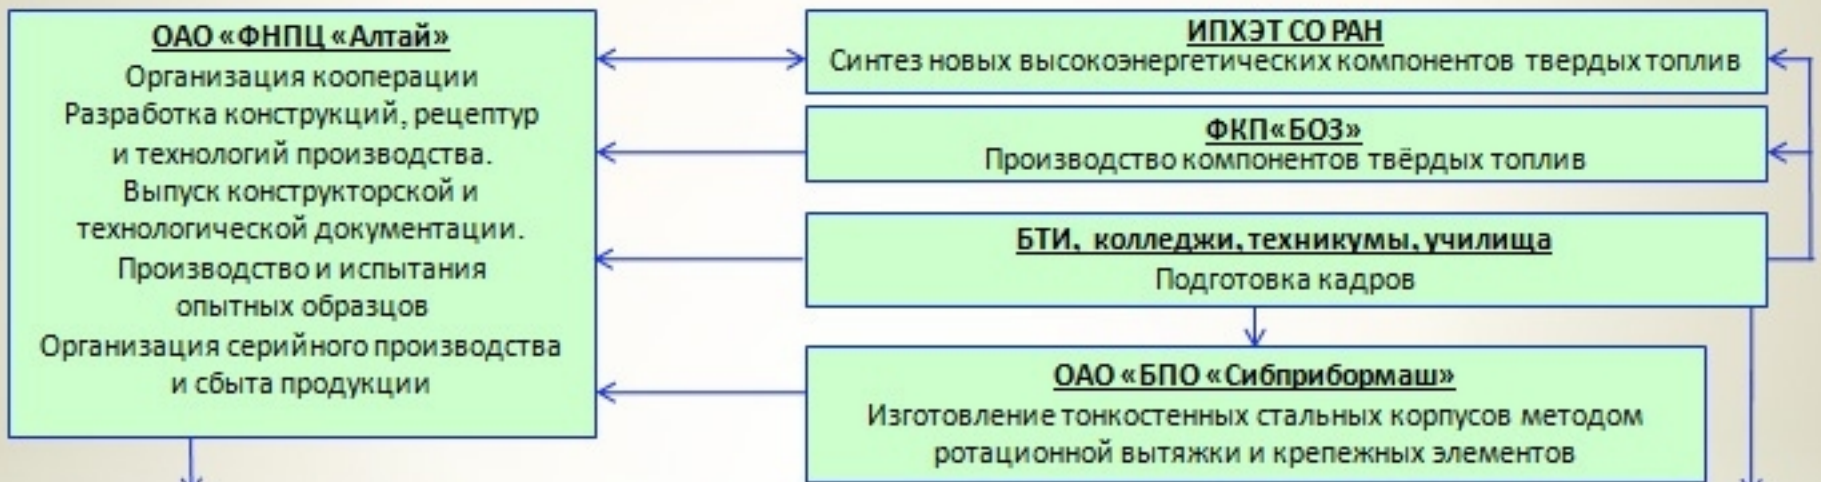 ОАО «ФНПЦ «Алтай»
Организация кооперации
Разработка конструкций, рецептур
и технологий производства.
Выпуск конструкторской и
технологической документации.
Производство и испытания
опытных образцов
Организация серийного производства
и сбыта продукции
ИПХЭТ СО РАН
Синтез новых высокоэнергетических компонентов твердых топлив
ФКП«БОЗ»
Производство компонентов твёрдых топлив
БТИ, колледжи, техникумы, училища
Подготовка кадров
ОАО «БПО «Сибприбормаш»
Изготовление тонкостенных стальных корпусов методом
ротационной вытяжки и крепежных элементов